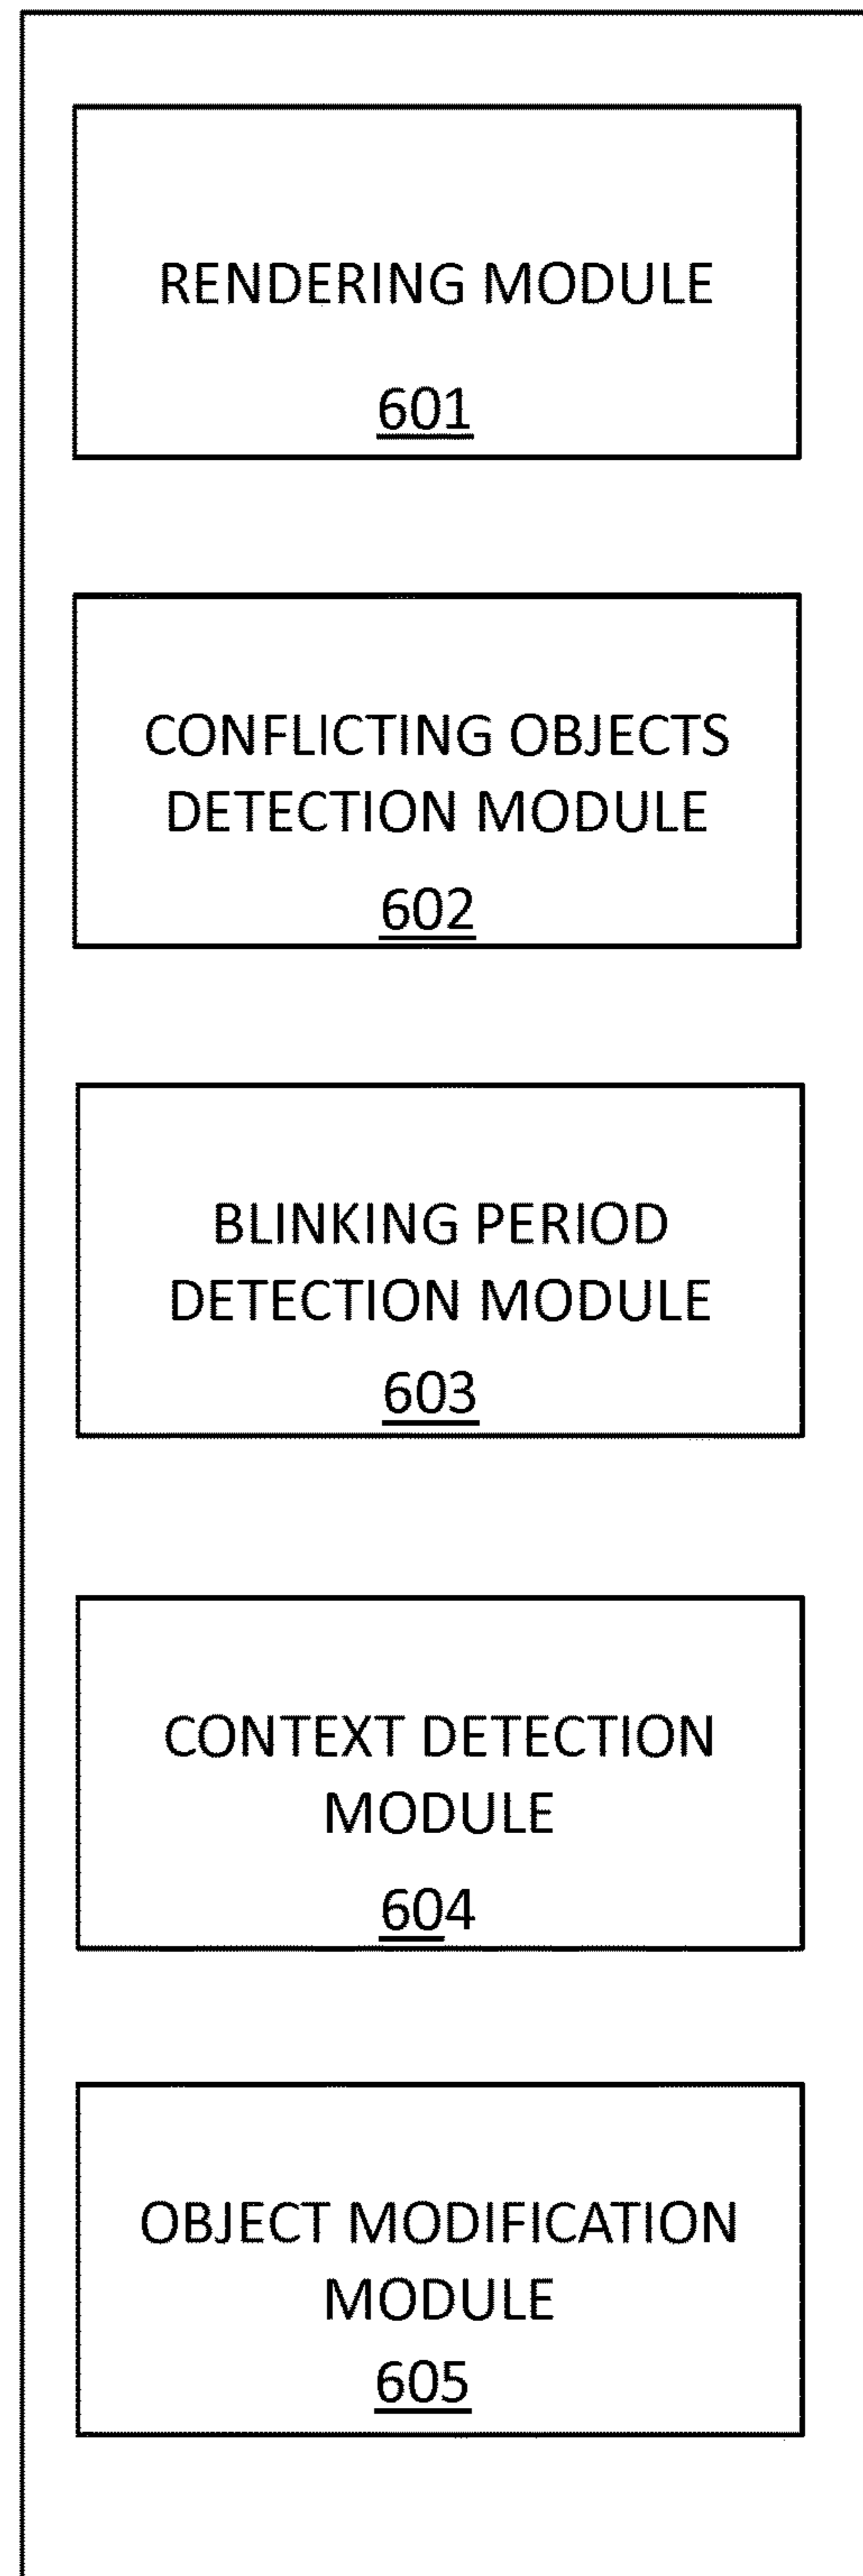 RENDERING MODULE
601
CONFLICTING OBJECTS
DETECTION MODULE
602
BLINKING PERIOD
DETECTION MODULE
603
CONTEXT DETECTION
MODULE
604
OBJECT MODIFICATION
MODULE
605